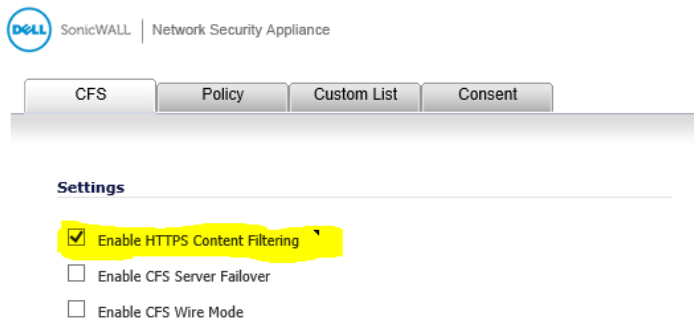 DELL SonicWALL | Network Security Appliance
CFS Policy Custom List Consent
Settings
Enable HTTPS Content Filtering
Enable CFS Server Failover
Enable CFS Wire Mode